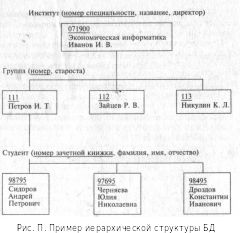 Институт (номер специальности, название, директор)
071900
Экономическая информатика
Иванов И. В.
Группа (номер, староста)
111
Петров И. Т.
112
Зайцев Р. В.
113
Никулин К. Л.
Студент (номер зачетной книжки, фамилия, имя, отчество)
98795
Сидоров
Андрей
Петрович
97695
Черняева
Юлия
Николаевна
98495
Дроздов
Константин
Иванович
Рис. П. Пример иерархической структуры БД